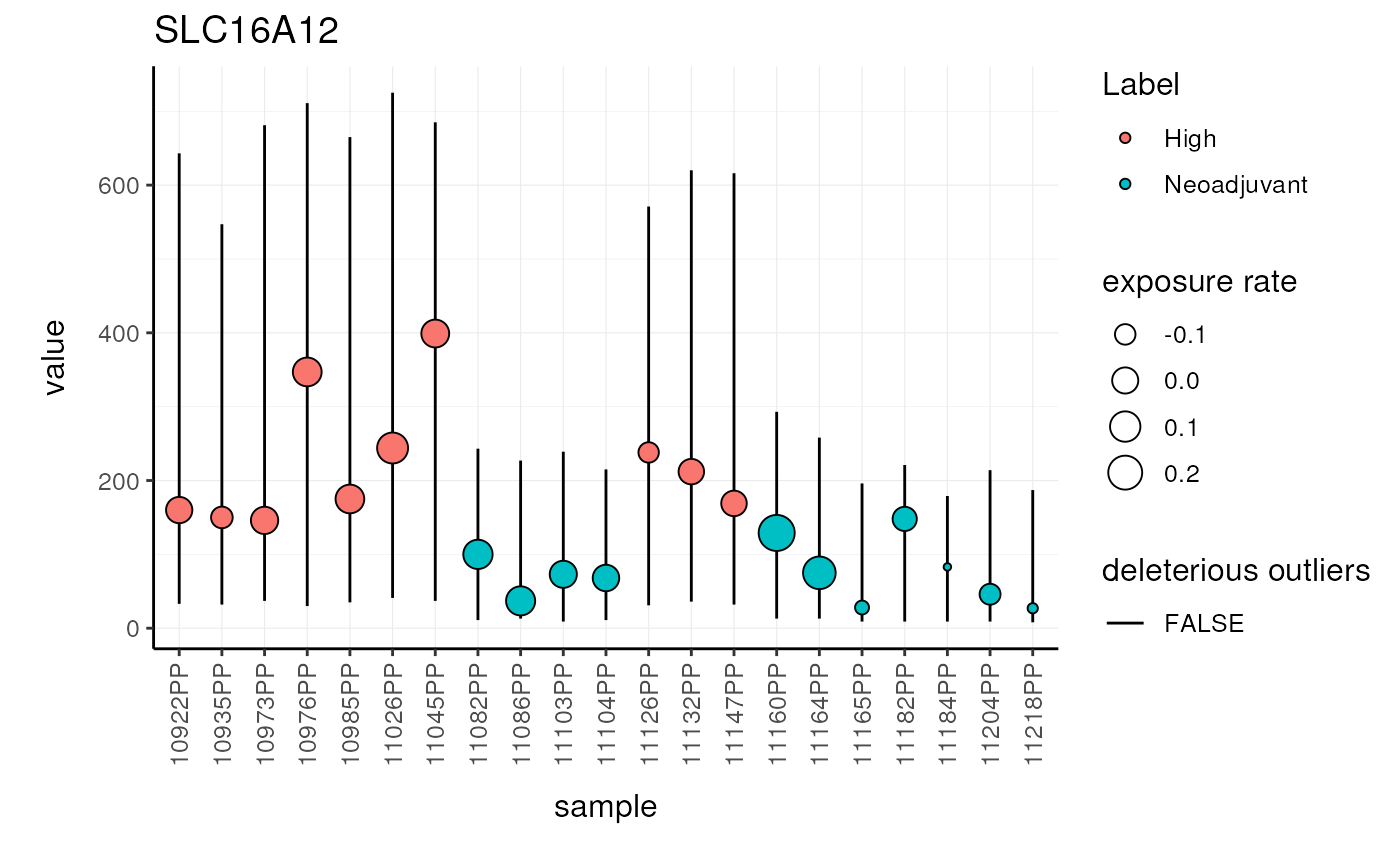 SLC16A12
value
600
400
200
0
10922PP
10935PP
10973PP
10976PP
10985PP
11026PP
11045PP
11082PP
11086PP
11103PP
11104PP
11126PP
11132PP
11147PP
11160PP
11164PP
11165PP
11182PP
11184PP
11204PP
11218PP
sample
Label
High
Neoadjuvant
exposure rate
-0.1
0.0
0.1
0.2
deleterious outliers
FALSE